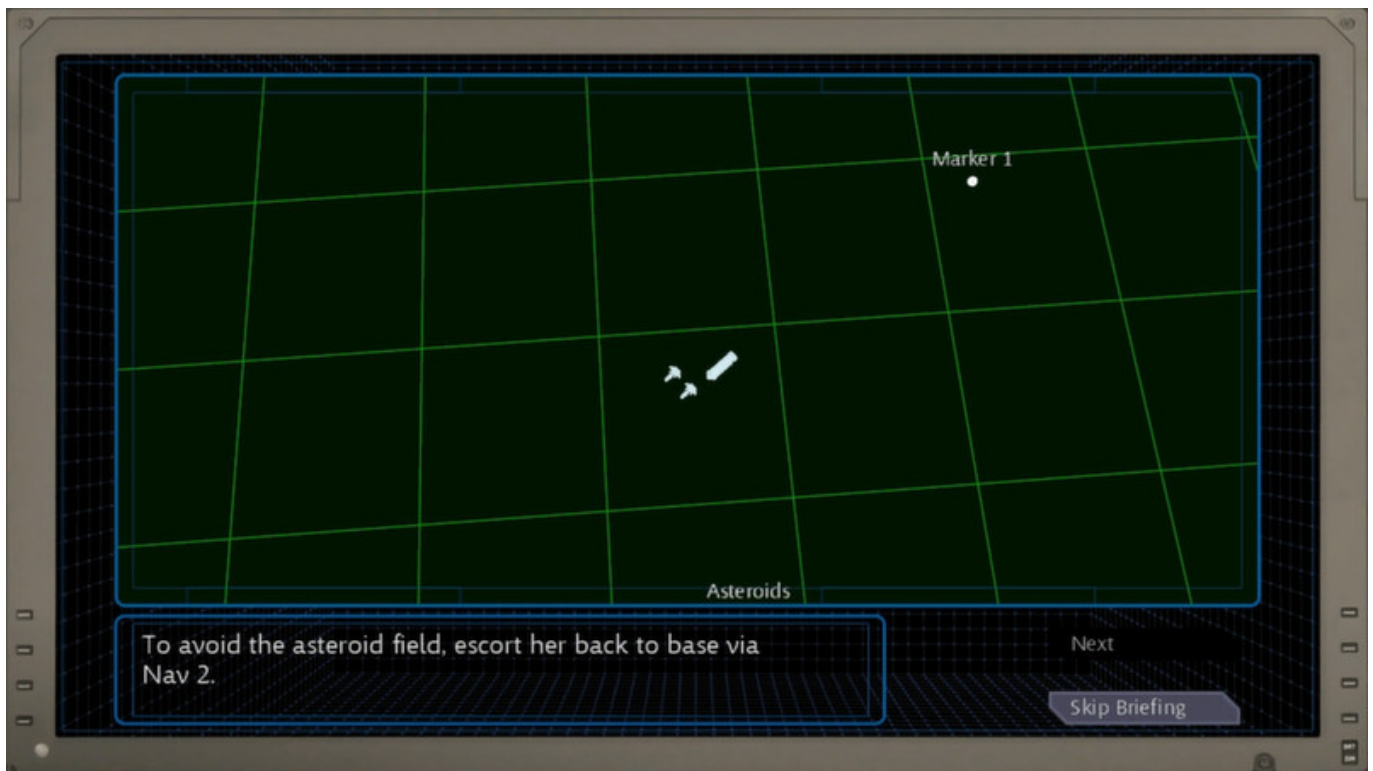 Marker 1
Asteroids
To avoid the asteroid field, escort her back to base via
Nav 2.
Next
Skip Briefing